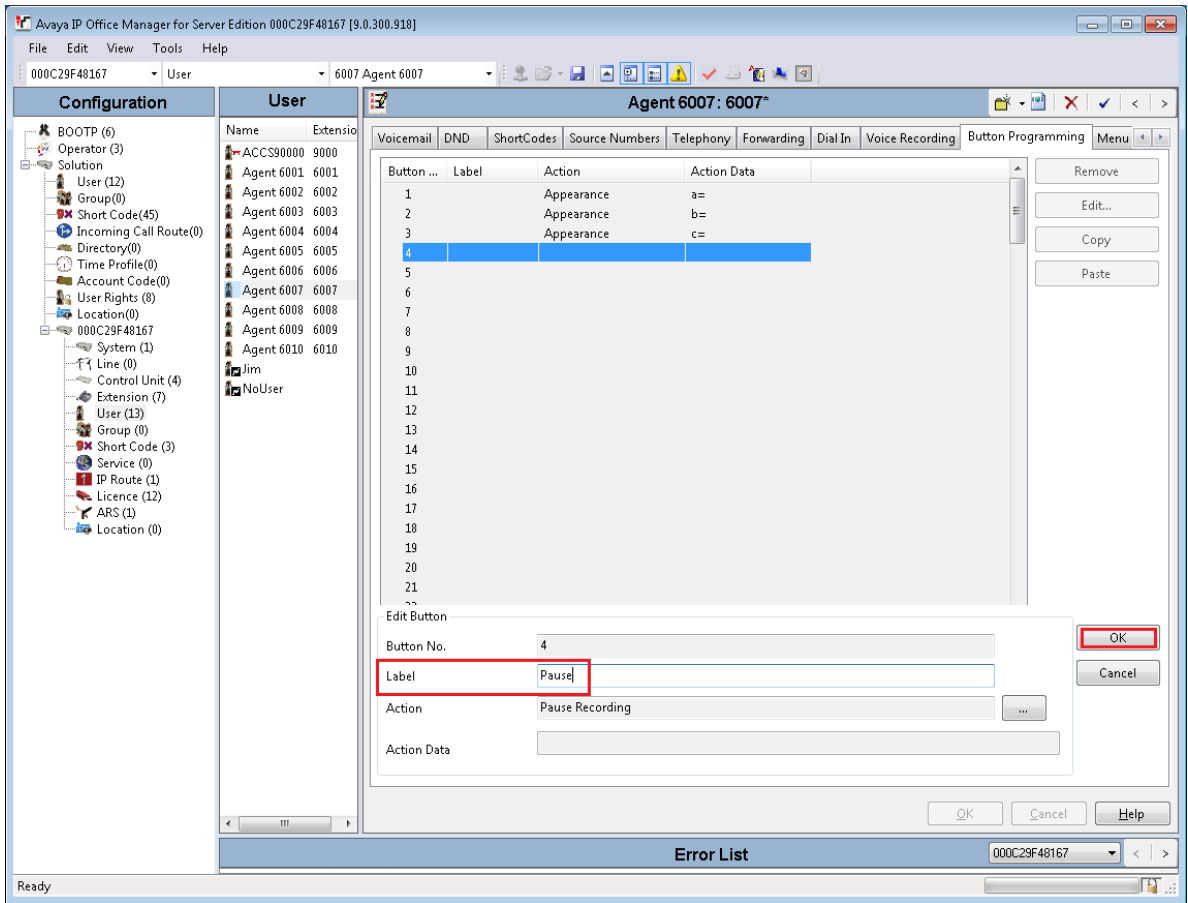 Avaya IP Office Manager for Server Edition 000C29F48167 [9.0.300.918]
File Edit View Tools Help
000C29F48167 User 6007 Agent 6007
Configuration
BOOTP (6)
Operator (3)
Solution
User (12)
Group(0)
Short Code(45)
Incoming Call Route(0)
Directory(0)
Time Profile(0)
Account Code(0)
User Rights (8)
Location(0)
000C29F48167
System (1)
Line (0)
Control Unit (4)
Extension (7)
User (13)
Group (0)
Short Code (3)
Service (0)
IP Route (1)
Licence (12)
ARS (1)
Location (0)
User
Name Extensio
ACCS90000 9000
Agent 6001 6001
Agent 6002 6002
Agent 6003 6003
Agent 6004 6004
Agent 6005 6005
Agent 6006 6006
Agent 6007 6007
Agent 6008 6008
Agent 6009 6009
Agent 6010 6010
Jim
NoUser
Agent 6007: 6007*
Voicemail DND ShortCodes Source Numbers Telephony Forwarding Dial In Voice Recording Button Programming Menu
Button ... Label Action Action Data
1 Appearance a=
2 Appearance b=
3 Appearance c=
4
5
6
7
8
9
10
11
12
13
14
15
16
17
18
19
20
21
Remove
Edit...
Copy
Paste
Edit Button
Button No. 4
Label Pause
Action Pause Recording ...
Action Data
OK
Cancel
OK Cancel Help
Error List 000C29F48167
Ready